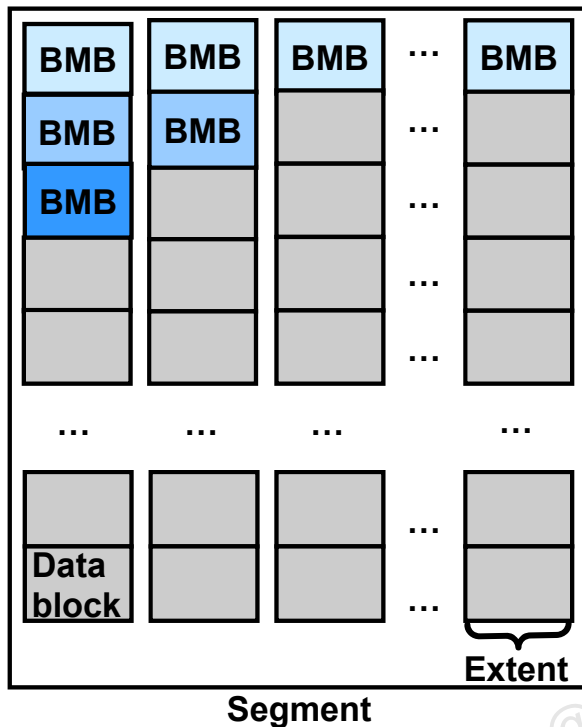 BMB BMB BMB ... BMB
BMB BMB ...
BMB ...
...
...
... ... ... ...
...
Data
block ...
Extent
Segment